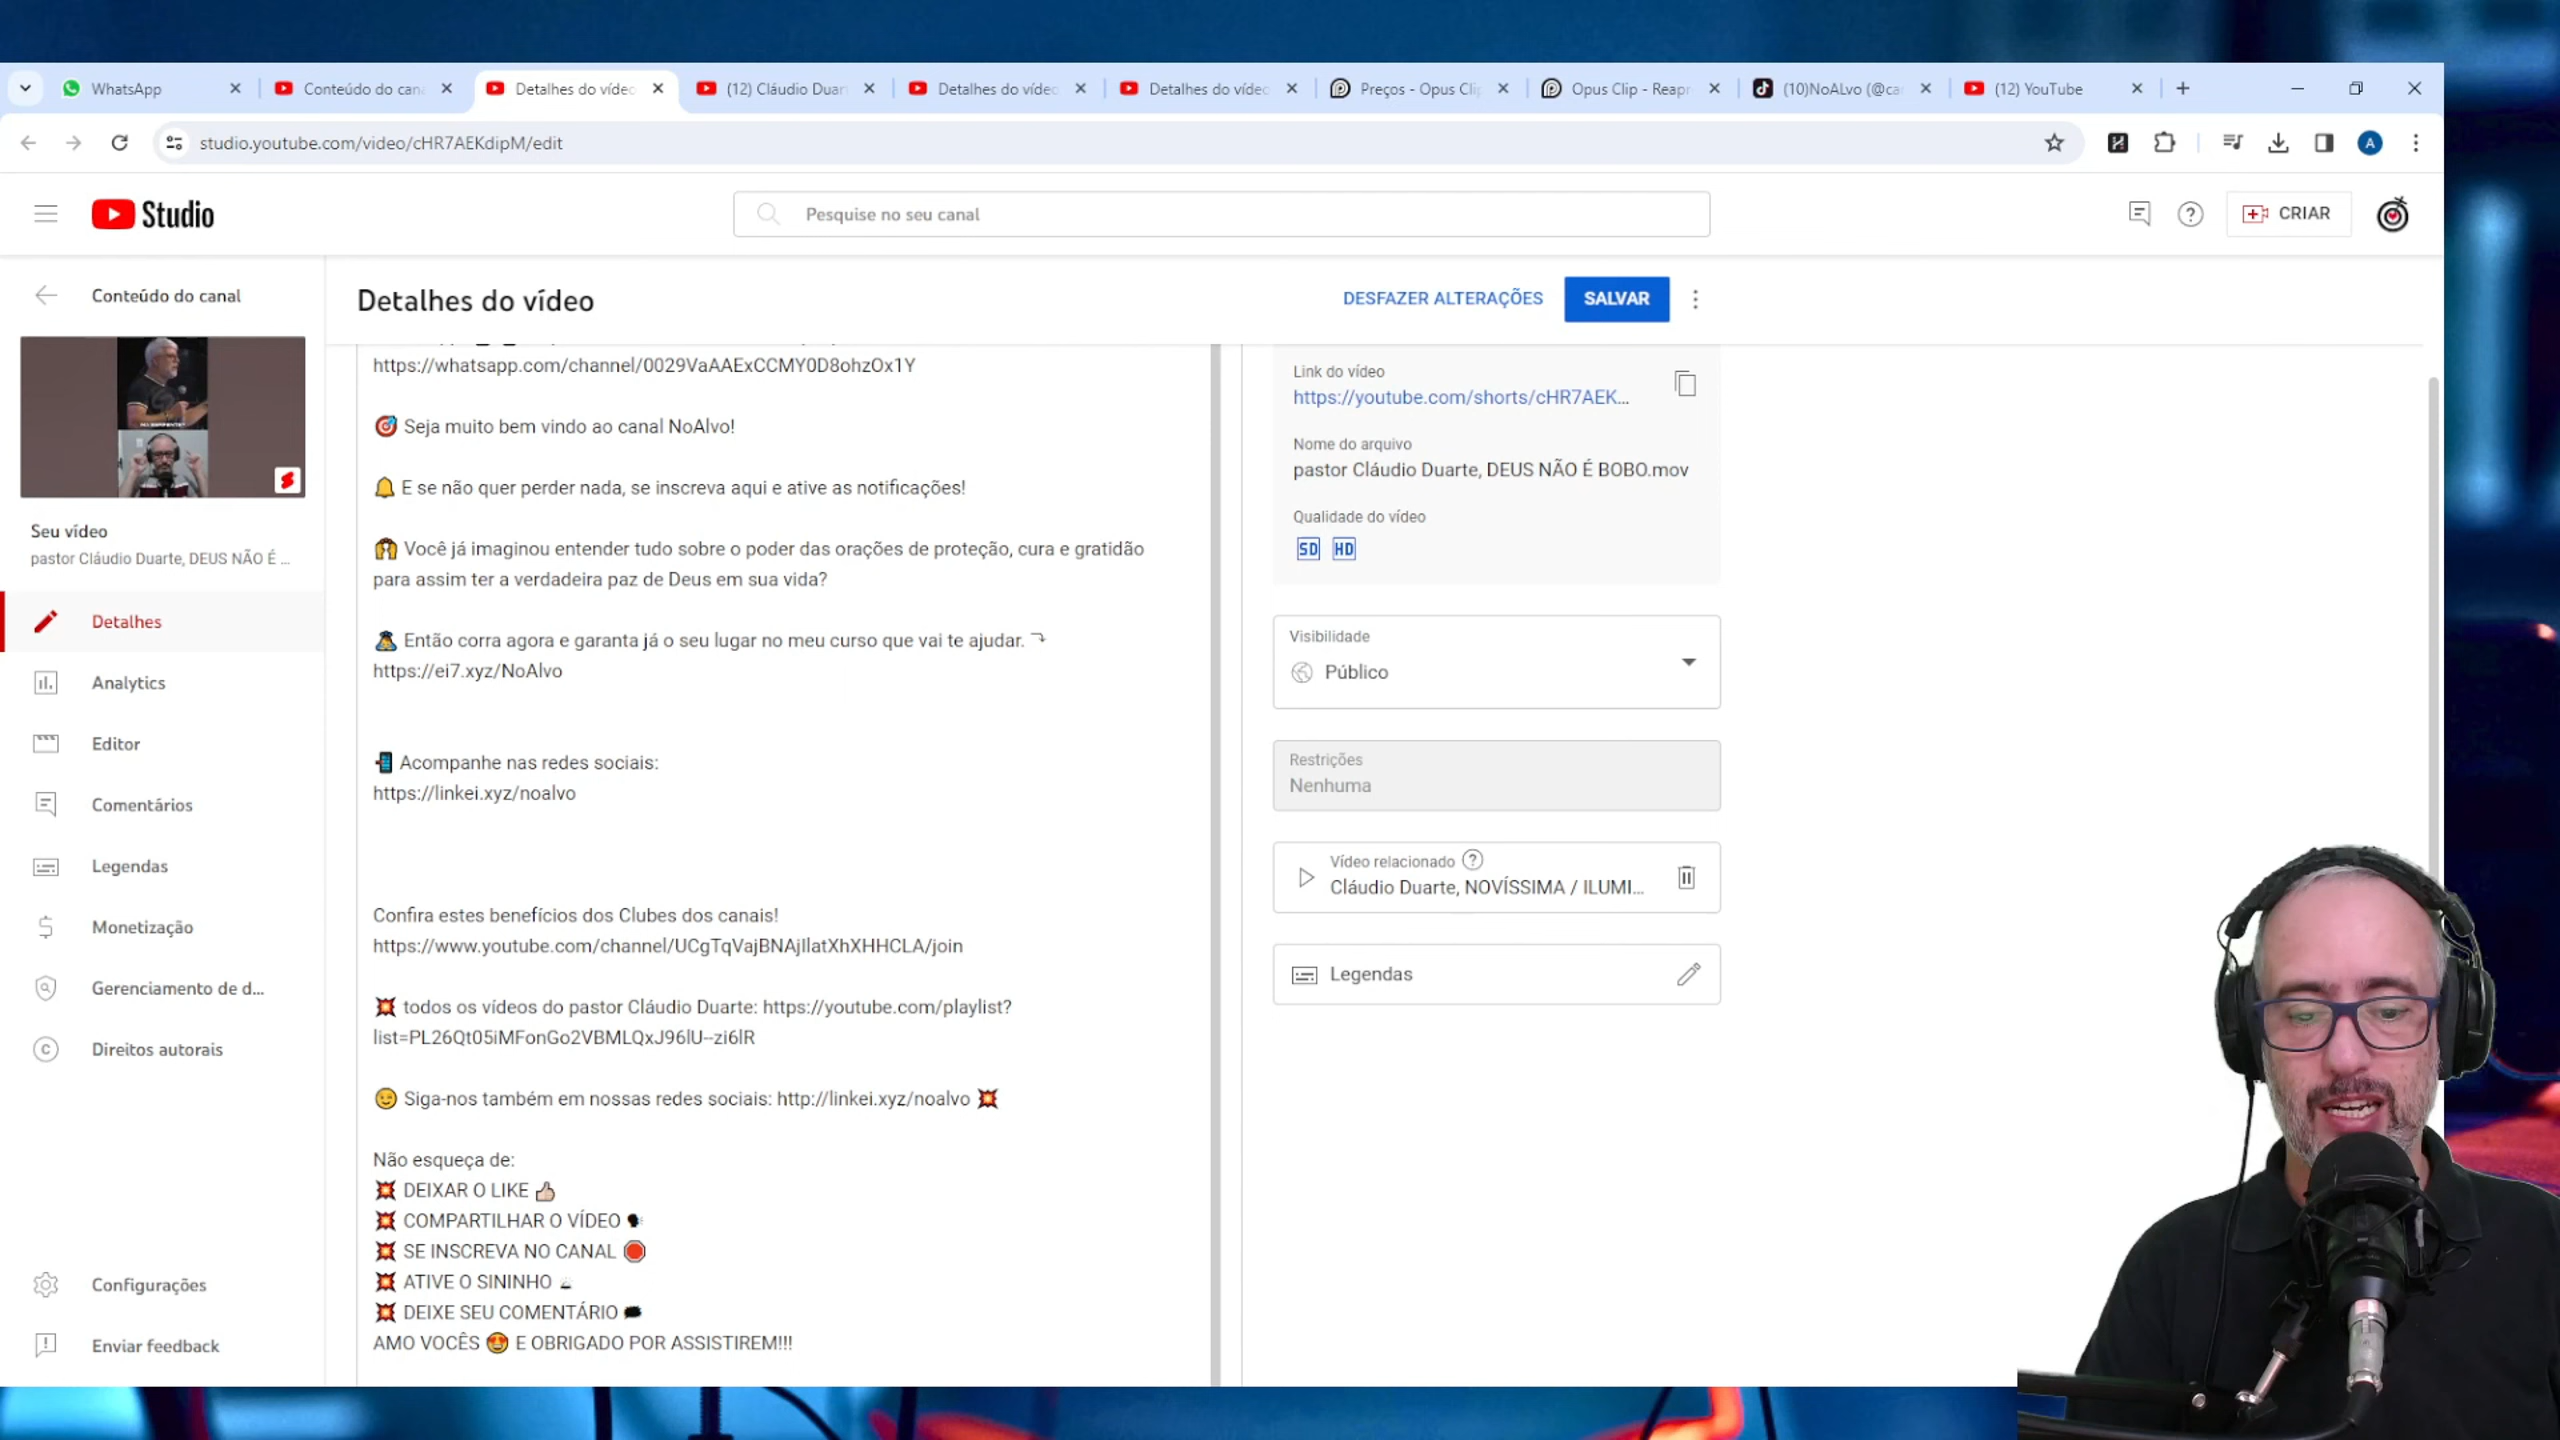 WhatsApp
Conteúdo do cana
Detalhes do vídeo
(12) Cláudio Duar
Detalhes do vídeo
Detalhes do vídeo
Preços - Opus Clip
Opus Clip - Reapr
(10)NoALvo (@ca
(12) YouTube
studio.youtube.com/video/cHR7AEKdipM/edit
Studio
Pesquise no seu canal
CRIAR
Conteúdo do canal
Detalhes do vídeo
DESFAZER ALTERAÇÕES
SALVAR
Seu vídeo
pastor Cláudio Duarte, DEUS NÃO É ...
Detalhes
Analytics
Editor
Comentários
Legendas
Monetização
Gerenciamento de d...
Direitos autorais
Configurações
Enviar feedback
https://whatsapp.com/channel/0029VaAAExCCMY0D8ohzOx1Y
🎯 Seja muito bem vindo ao canal NoAlvo!
🔔 E se não quer perder nada, se inscreva aqui e ative as notificações!
🙌 Você já imaginou entender tudo sobre o poder das orações de proteção, cura e gratidão
para assim ter a verdadeira paz de Deus em sua vida?
Então corra agora e garanta já o seu lugar no meu curso que vai te ajudar. ⤵
https://ei7.xyz/NoAlvo
📲 Acompanhe nas redes sociais:
https://linkei.xyz/noalvo
Confira estes benefícios dos Clubes dos canais!
https://www.youtube.com/channel/UCgTqVajBNAjIlatXhXHHCLA/join
💥 todos os vídeos do pastor Cláudio Duarte: https://youtube.com/playlist?
list=PL26Qt05iMFonGo2VBMLQxJ96lU--zi6lR
😉 Siga-nos também em nossas redes sociais: http://linkei.xyz/noalvo 💥
Não esqueça de:
💥 DEIXAR O LIKE 👍
💥 COMPARTILHAR O VÍDEO 🗣
💥 SE INSCREVA NO CANAL 🛑
💥 ATIVE O SININHO 🛎
💥 DEIXE SEU COMENTÁRIO 💬
AMO VOCÊS 😍 E OBRIGADO POR ASSISTIREM!!!
Link do vídeo
https://youtube.com/shorts/cHR7AEK...
Nome do arquivo
pastor Cláudio Duarte, DEUS NÃO É BOBO.mov
Qualidade do vídeo
SD HD
Visibilidade
Público
Restrições
Nenhuma
Vídeo relacionado
Cláudio Duarte, NOVÍSSIMA / ILUMI...
Legendas